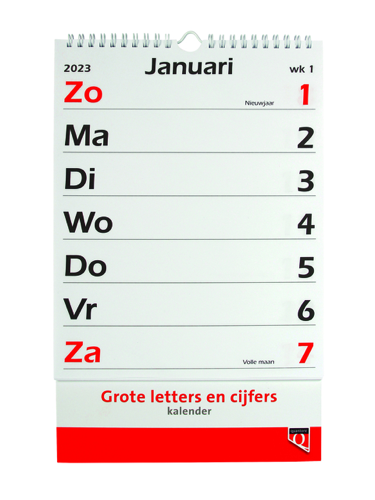 2023 Januari wk 1
Zo Nieuwjaar 1
Ma 2
Di 3
Wo 4
Do 5
Vr 6
Za Volle maan 7
Grote letters en cijfers
kalender
Q